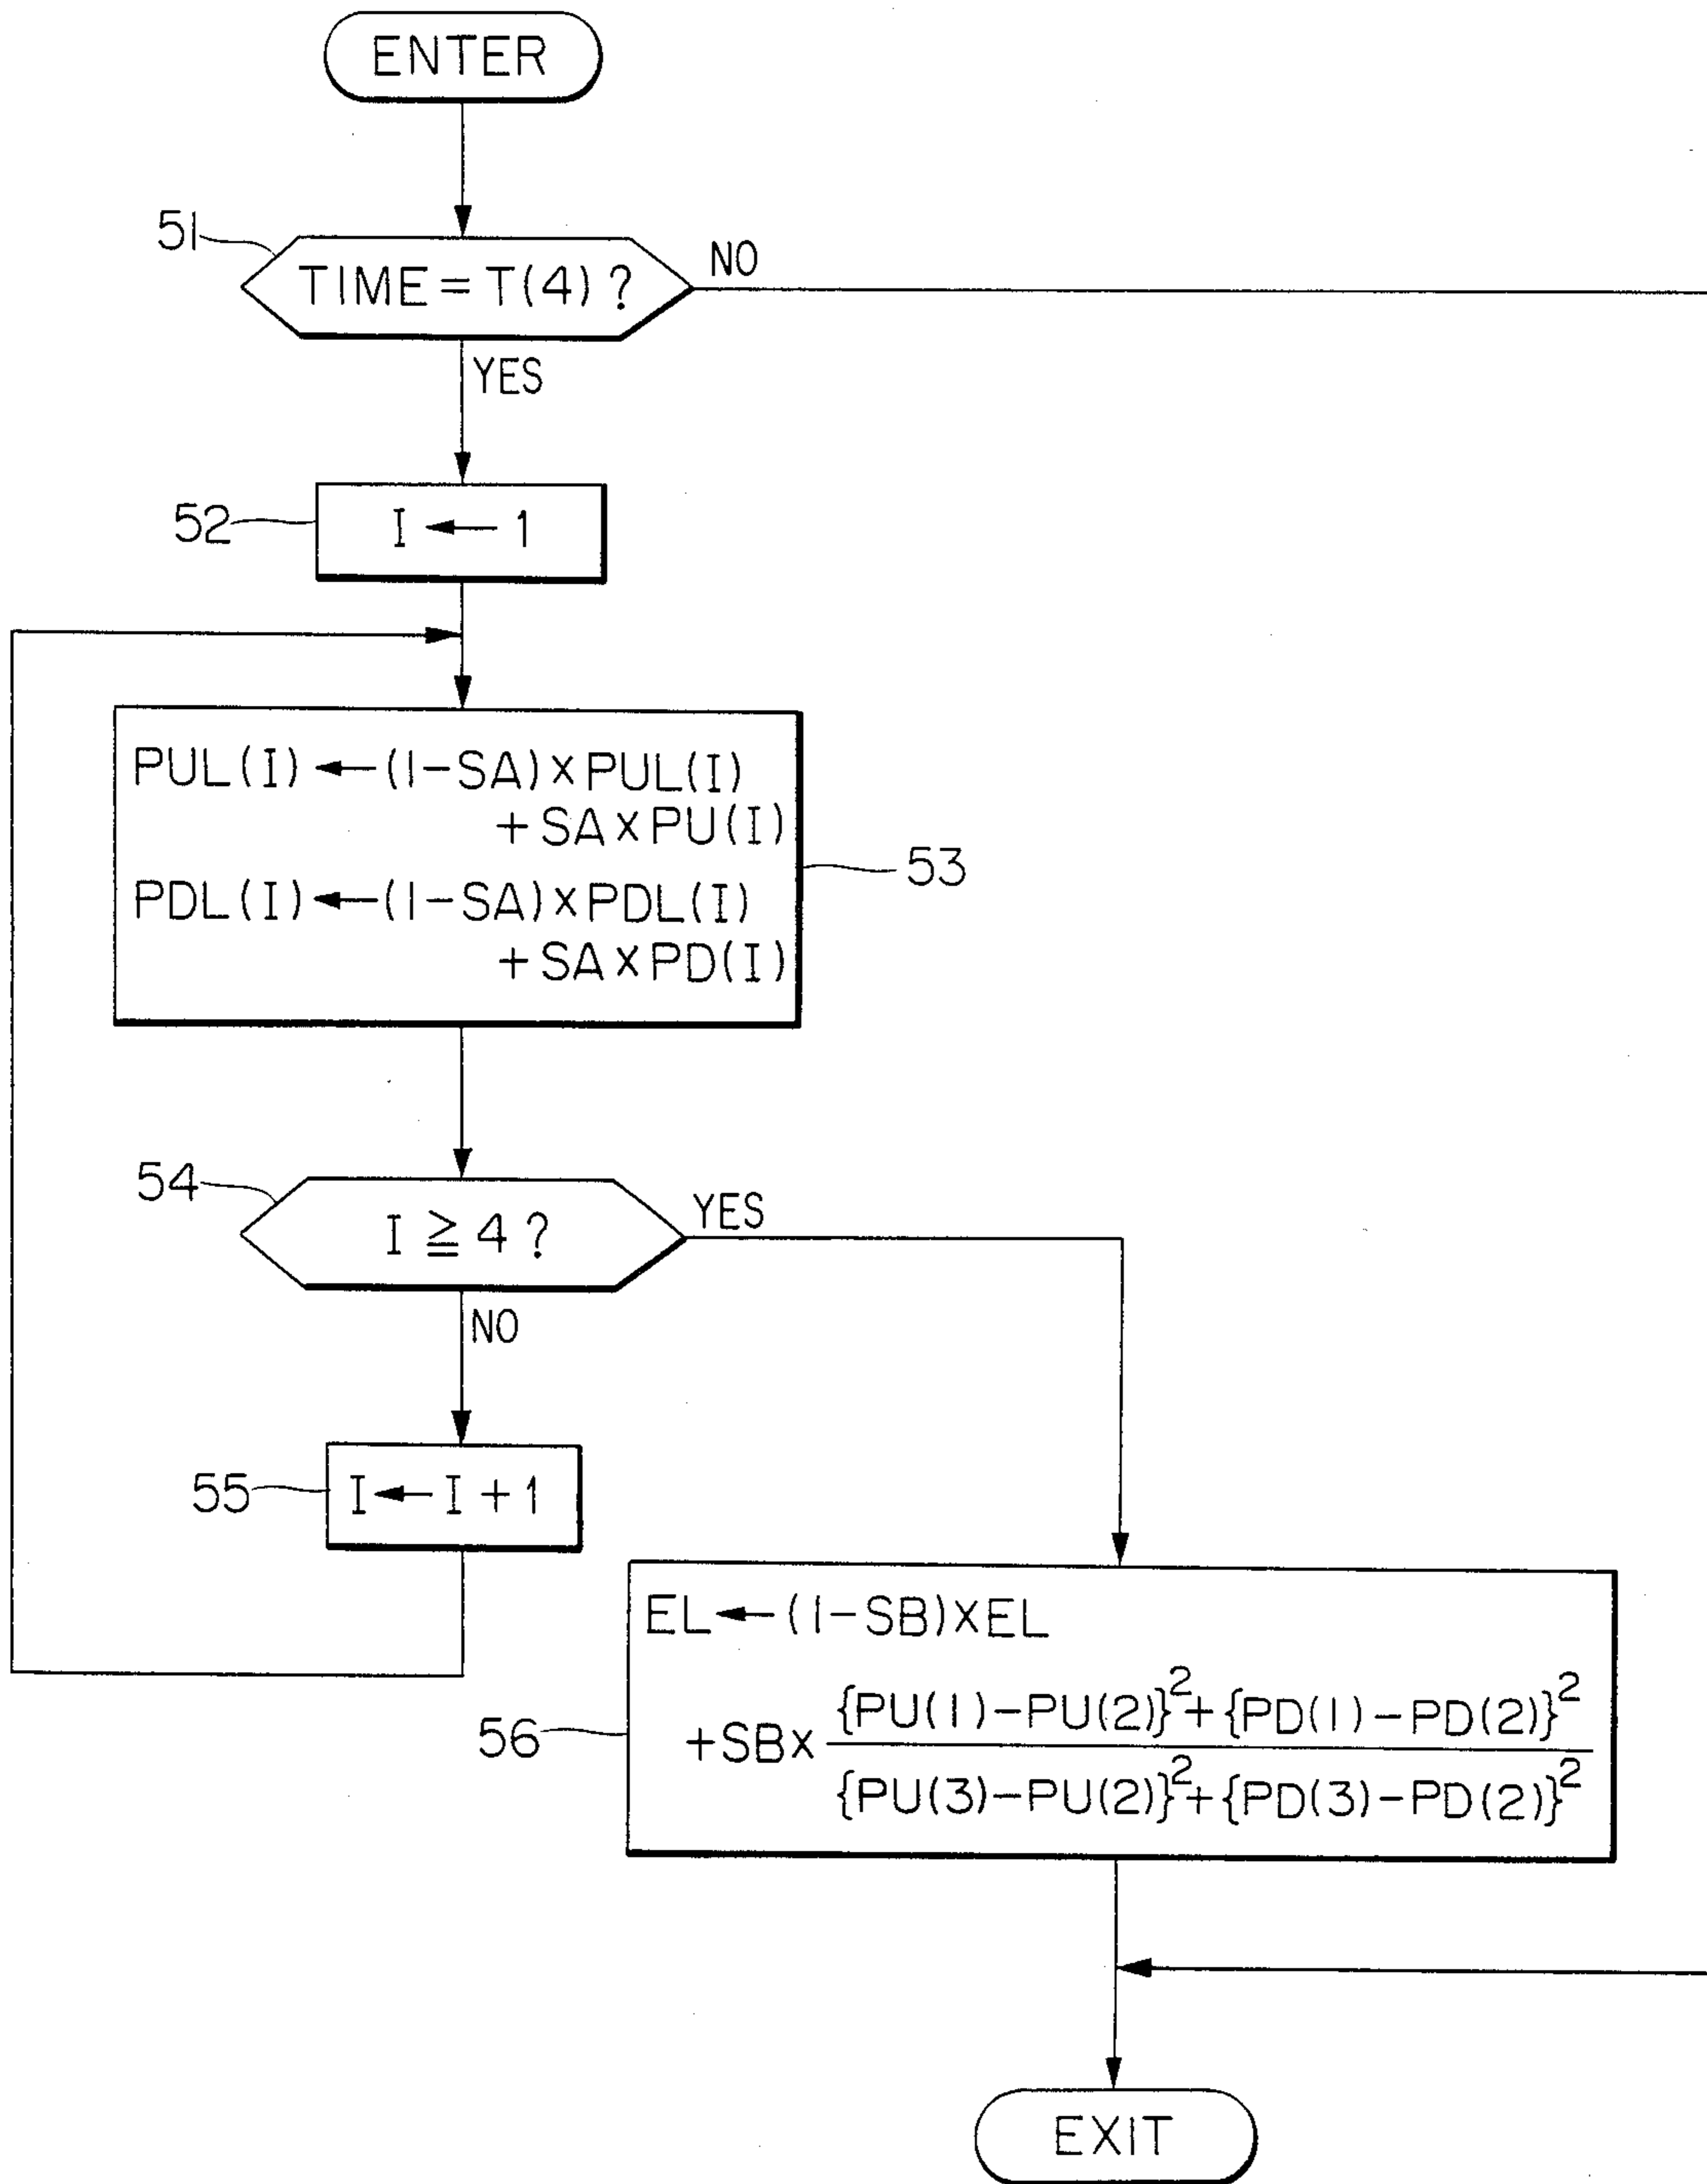 ENTER
51
TIME = T(4) ?
NO
YES
52
I ← 1
PUL(I) ← (1-SA) x PUL(I)
+ SA x PU(I)
PDL(I) ← (1-SA) x PDL(I)
+ SA x PD(I)
53
54
I ≧ 4 ?
YES
NO
55
I ← I + 1
EL ← (1-SB) x EL
56
+SB x
{PU(1)-PU(2)}²+{PD(1)-PD(2)}²
{PU(3)-PU(2)}²+{PD(3)-PD(2)}²
EXIT